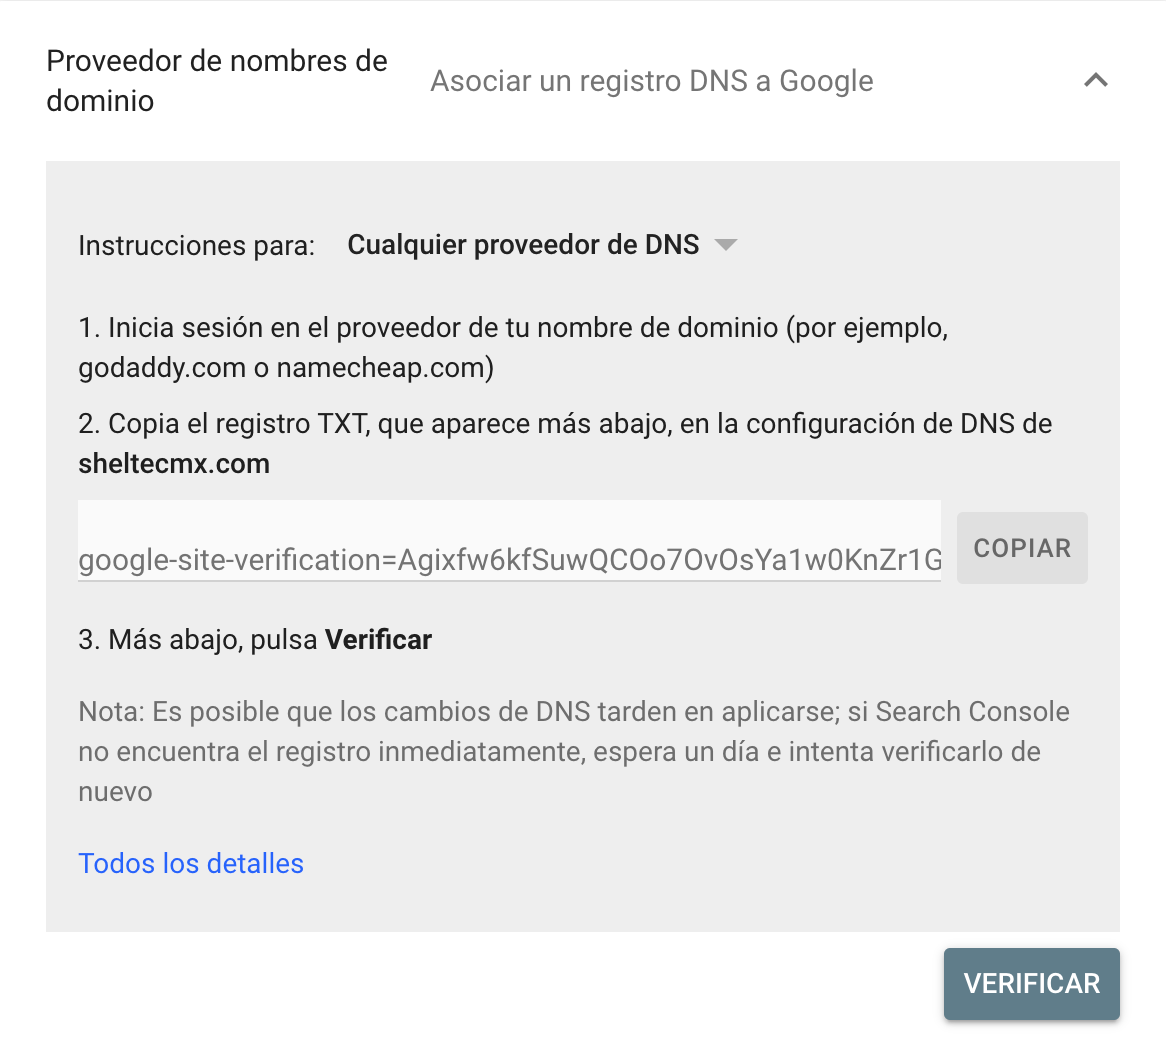 Proveedor de nombres de
dominio
Asociar un registro DNS a Google
Instrucciones para: Cualquier proveedor de DNS
1. Inicia sesión en el proveedor de tu nombre de dominio (por ejemplo,
godaddy.com o namecheap.com)
2. Copia el registro TXT, que aparece más abajo, en la configuración de DNS de
sheltecmx.com
google-site-verification=Agixfw6kfSuwQCOo7OvOsYa1w0KnZr1G
COPIAR
3. Más abajo, pulsa Verificar
Nota: Es posible que los cambios de DNS tarden en aplicarse; si Search Console
no encuentra el registro inmediatamente, espera un día e intenta verificarlo de
nuevo
Todos los detalles
VERIFICAR